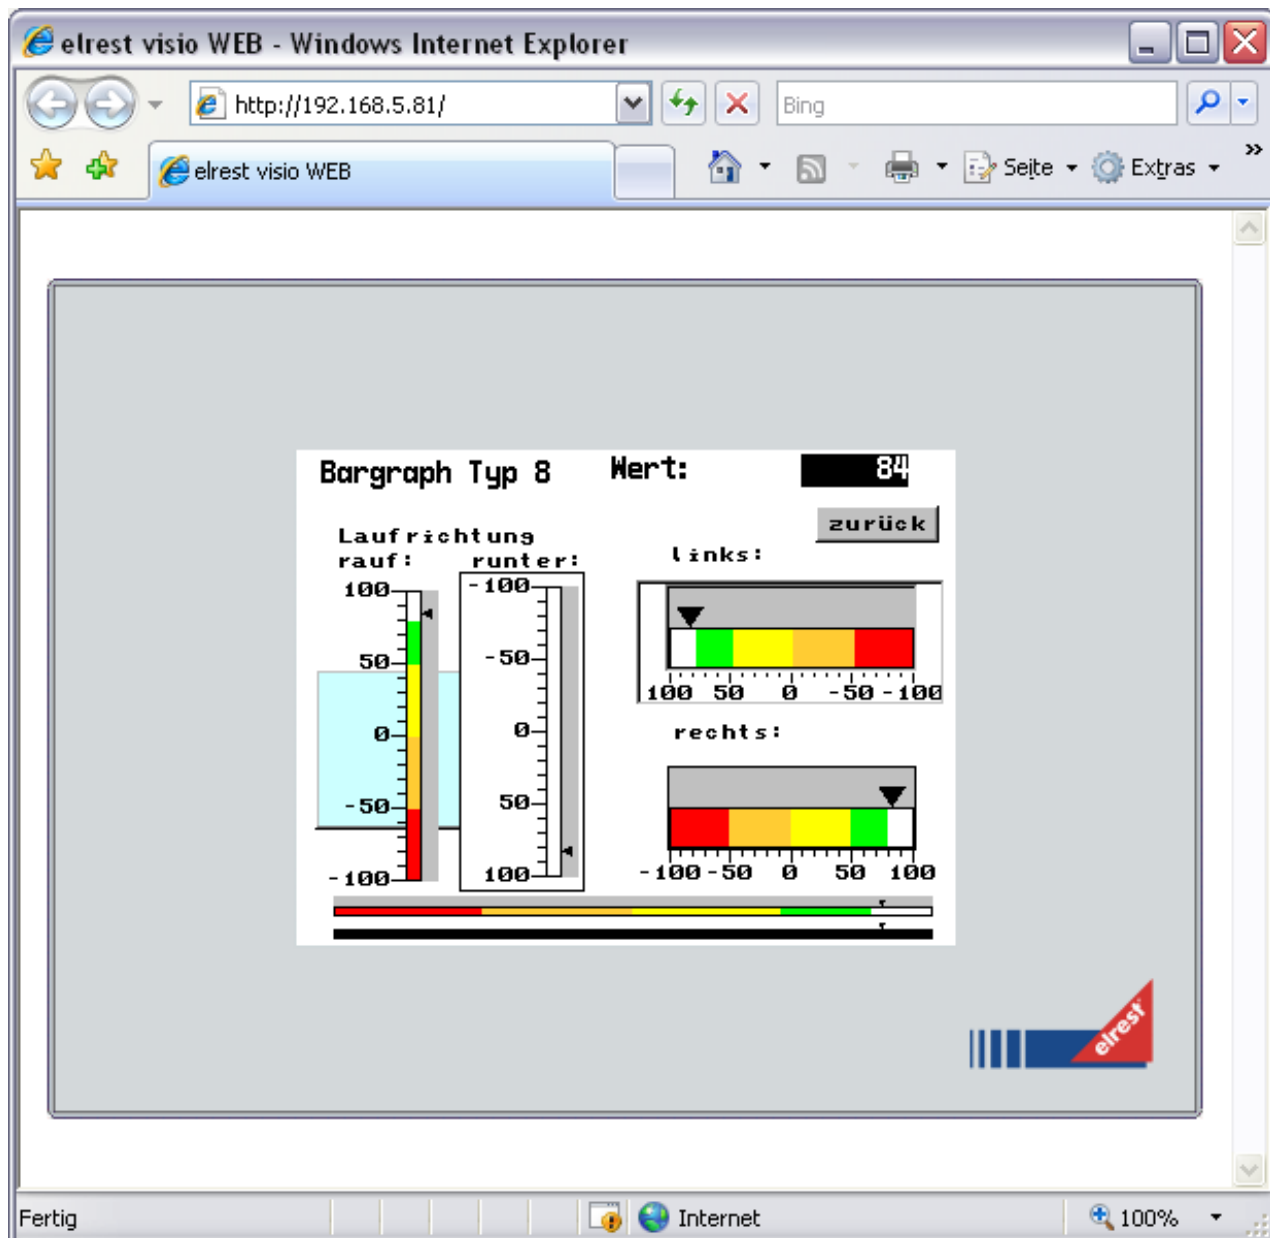 elrest visio WEB - Windows Internet Explorer
http://192.168.5.81/
Bing
elrest visio WEB
Seite
Extras
Bargraph Typ 8 Wert: 84
zurück
Laufrichtung
rauf: runter:
100
50
0
-50
-100
-100
-50
0
50
100
links:
100 50 0 -50 -100
rechts:
-100 -50 0 50 100
elrest
Fertig
Internet
100%